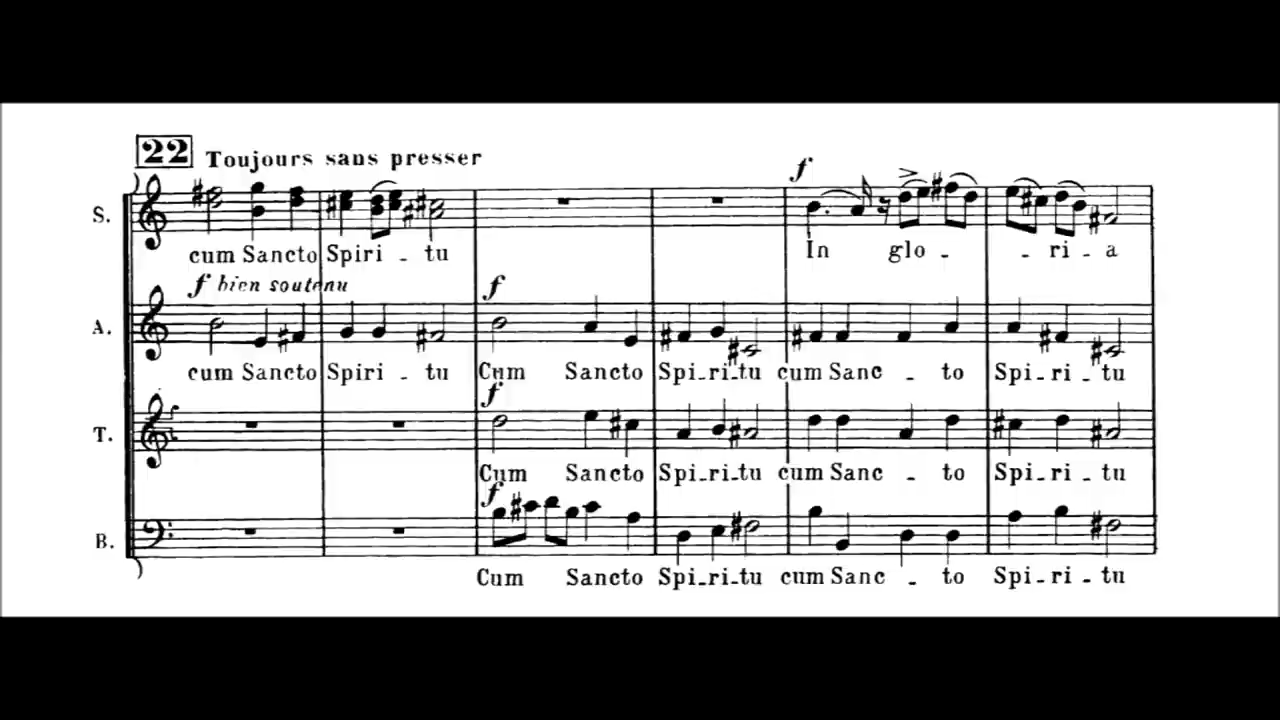 22 Toujours sans presser
f
S.
cum Sancto Spiri - tu In glo - - ri - a
f bien soutenu f
A.
cum Sancto Spiri - tu Cum Sancto Spi-ri-tu cum Sanc - to Spi-ri-tu
f
T.
Cum Sancto Spi-ri-tu cum Sanc - to Spi-ri-tu
f
B.
Cum Sancto Spi-ri-tu cum Sanc - to Spi-ri-tu